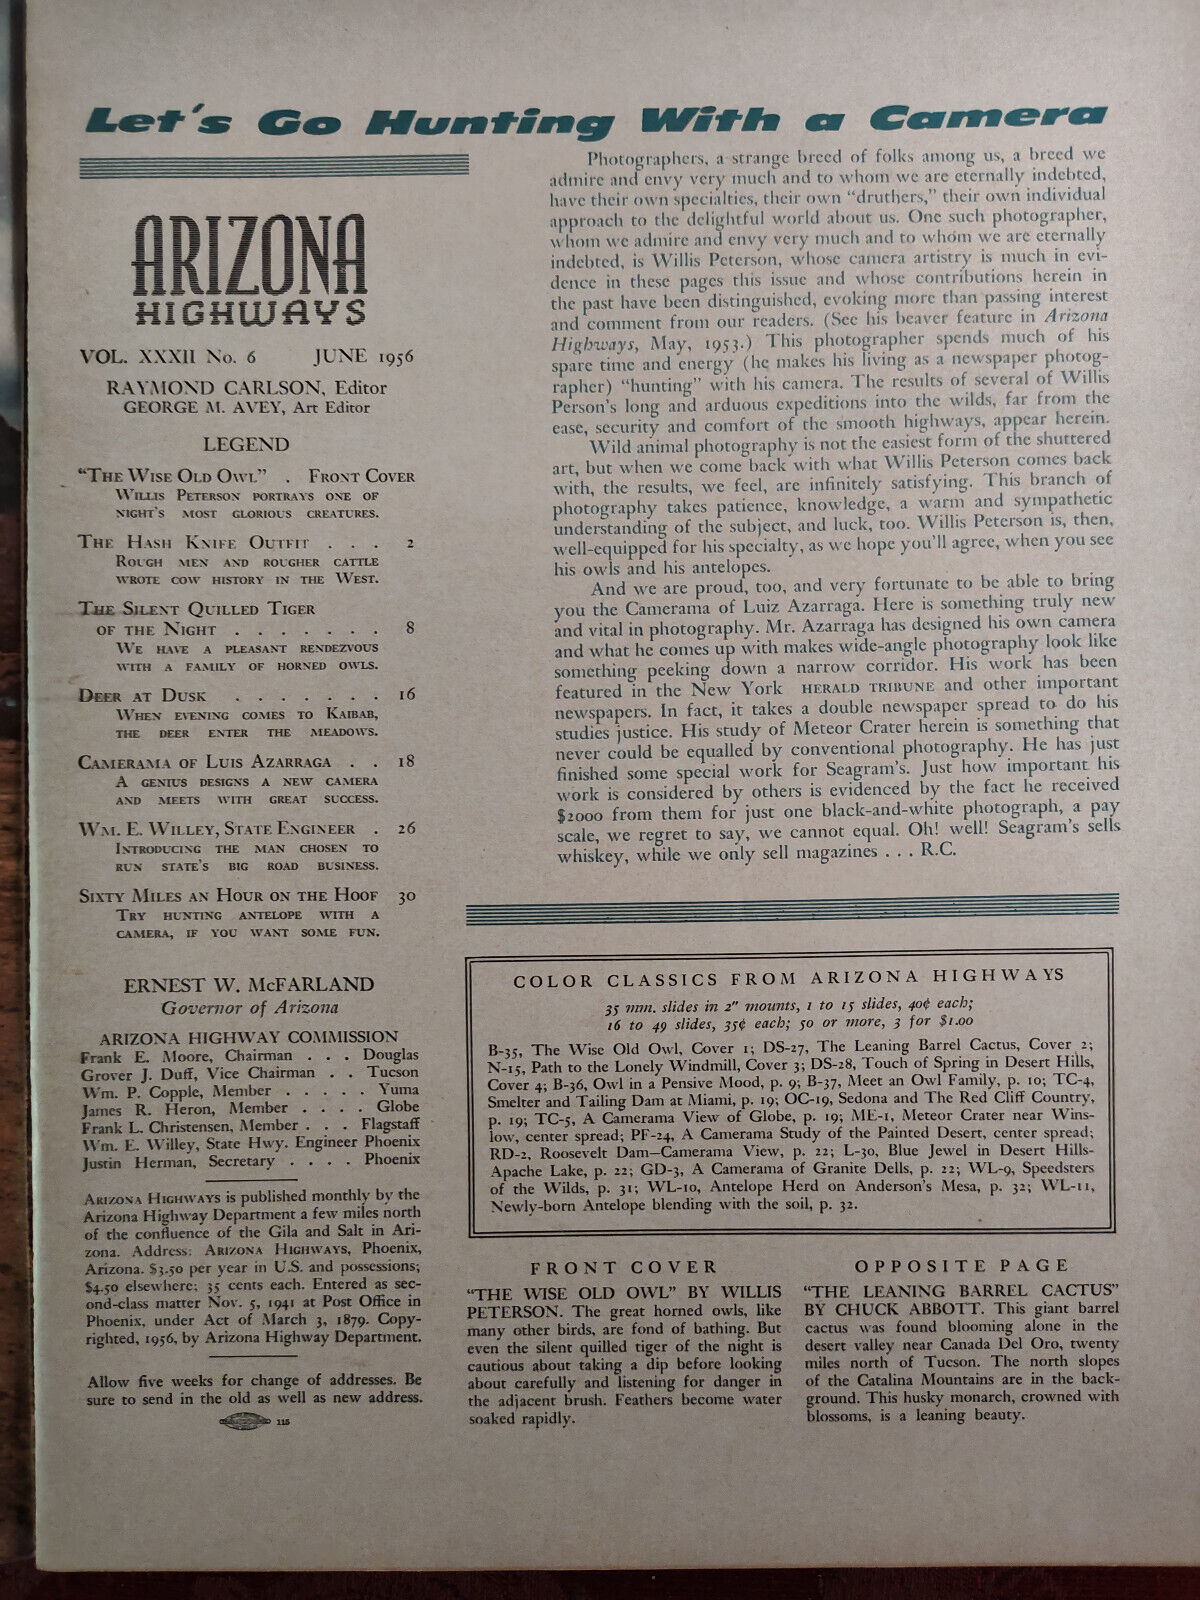 Let's Go Hunting With a Camera
ARIZONA
HIGHWAYS
VOL. XXXII No. 6 JUNE 1956
RAYMOND CARLSON, Editor
GEORGE M. AVEY, Art Editor
LEGEND
"The Wise Old Owl" . Front Cover
Willis Peterson portrays one of
night's most glorious creatures.
The Hash Knife Outfit . . . 2
Rough men and rougher cattle
wrote cow history in the West.
The Silent Quilled Tiger
of the Night . . . . . . . 8
We have a pleasant rendezvous
with a family of horned owls.
Deer at Dusk . . . . . . . 16
When evening comes to Kaibab,
the deer enter the meadows.
Camerama of Luis Azarraga . . 18
A genius designs a new camera
and meets with great success.
Wm. E. Willey, State Engineer . 26
Introducing the man chosen to
run state's big road business.
Sixty Miles an Hour on the Hoof 30
Try hunting antelope with a
camera, if you want some fun.
ERNEST W. McFARLAND
Governor of Arizona
ARIZONA HIGHWAY COMMISSION
Frank E. Moore, Chairman . . . Douglas
Grover J. Duff, Vice Chairman . . Tucson
Wm. P. Copple, Member . . . . . Yuma
James R. Heron, Member . . . . Globe
Frank L. Christensen, Member . . . Flagstaff
Wm. E. Willey, State Hwy. Engineer Phoenix
Justin Herman, Secretary . . . . Phoenix
Arizona Highways is published monthly by the
Arizona Highway Department a few miles north
of the confluence of the Gila and Salt in Ari-
zona. Address: Arizona Highways, Phoenix,
Arizona. $3.50 per year in U.S. and possessions;
$4.50 elsewhere; 35 cents each. Entered as sec-
ond-class matter Nov. 5, 1941 at Post Office in
Phoenix, under Act of March 3, 1879. Copy-
righted, 1956, by Arizona Highway Department.
Allow five weeks for change of addresses. Be
sure to send in the old as well as new address.
115
Photographers, a strange breed of folks among us, a breed we
admire and envy very much and to whom we are eternally indebted,
have their own specialties, their own "druthers," their own individual
approach to the delightful world about us. One such photographer,
whom we admire and envy very much and to whom we are eternally
indebted, is Willis Peterson, whose camera artistry is much in evi-
dence in these pages this issue and whose contributions herein in
the past have been distinguished, evoking more than passing interest
and comment from our readers. (See his beaver feature in Arizona
Highways, May, 1953.) This photographer spends much of his
spare time and energy (he makes his living as a newspaper photog-
rapher) "hunting" with his camera. The results of several of Willis
Person's long and arduous expeditions into the wilds, far from the
ease, security and comfort of the smooth highways, appear herein.
Wild animal photography is not the easiest form of the shuttered
art, but when we come back with what Willis Peterson comes back
with, the results, we feel, are infinitely satisfying. This branch of
photography takes patience, knowledge, a warm and sympathetic
understanding of the subject, and luck, too. Willis Peterson is, then,
well-equipped for his specialty, as we hope you'll agree, when you see
his owls and his antelopes.
And we are proud, too, and very fortunate to be able to bring
you the Camerama of Luiz Azarraga. Here is something truly new
and vital in photography. Mr. Azarraga has designed his own camera
and what he comes up with makes wide-angle photography look like
something peeking down a narrow corridor. His work has been
featured in the New York HERALD TRIBUNE and other important
newspapers. In fact, it takes a double newspaper spread to do his
studies justice. His study of Meteor Crater herein is something that
never could be equalled by conventional photography. He has just
finished some special work for Seagram's. Just how important his
work is considered by others is evidenced by the fact he received
$2000 from them for just one black-and-white photograph, a pay
scale, we regret to say, we cannot equal. Oh! well! Seagram's sells
whiskey, while we only sell magazines . . . R.C.
COLOR CLASSICS FROM ARIZONA HIGHWAYS
35 mm. slides in 2" mounts, 1 to 15 slides, 40¢ each;
16 to 49 slides, 35¢ each; 50 or more, 3 for $1.00
B-35, The Wise Old Owl, Cover 1; DS-27, The Leaning Barrel Cactus, Cover 2;
N-15, Path to the Lonely Windmill, Cover 3; DS-28, Touch of Spring in Desert Hills,
Cover 4; B-36, Owl in a Pensive Mood, p. 9; B-37, Meet an Owl Family, p. 10; TC-4,
Smelter and Tailing Dam at Miami, p. 19; OC-19, Sedona and The Red Cliff Country,
p. 19; TC-5, A Camerama View of Globe, p. 19; ME-1, Meteor Crater near Wins-
low, center spread; PF-24, A Camerama Study of the Painted Desert, center spread;
RD-2, Roosevelt Dam—Camerama View, p. 22; L-30, Blue Jewel in Desert Hills-
Apache Lake, p. 22; GD-3, A Camerama of Granite Dells, p. 22; WL-9, Speedsters
of the Wilds, p. 31; WL-10, Antelope Herd on Anderson's Mesa, p. 32; WL-11,
Newly-born Antelope blending with the soil, p. 32.
FRONT COVER
"THE WISE OLD OWL" BY WILLIS
PETERSON. The great horned owls, like
many other birds, are fond of bathing. But
even the silent quilled tiger of the night is
cautious about taking a dip before looking
about carefully and listening for danger in
the adjacent brush. Feathers become water
soaked rapidly.
OPPOSITE PAGE
"THE LEANING BARREL CACTUS"
BY CHUCK ABBOTT. This giant barrel
cactus was found blooming alone in the
desert valley near Canada Del Oro, twenty
miles north of Tucson. The north slopes
of the Catalina Mountains are in the back-
ground. This husky monarch, crowned with
blossoms, is a leaning beauty.